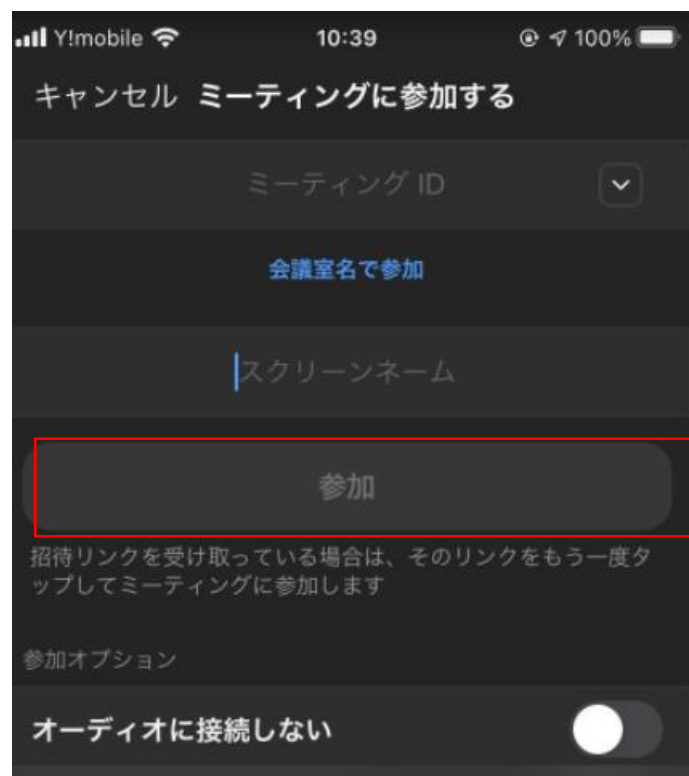 Y!mobile 10:39 100%
キャンセル ミーティングに参加する
ミーティング ID
会議室名で参加
スクリーンネーム
参加
招待リンクを受け取っている場合は、そのリンクをもう一度タ
ップしてミーティングに参加します
参加オプション
オーディオに接続しない